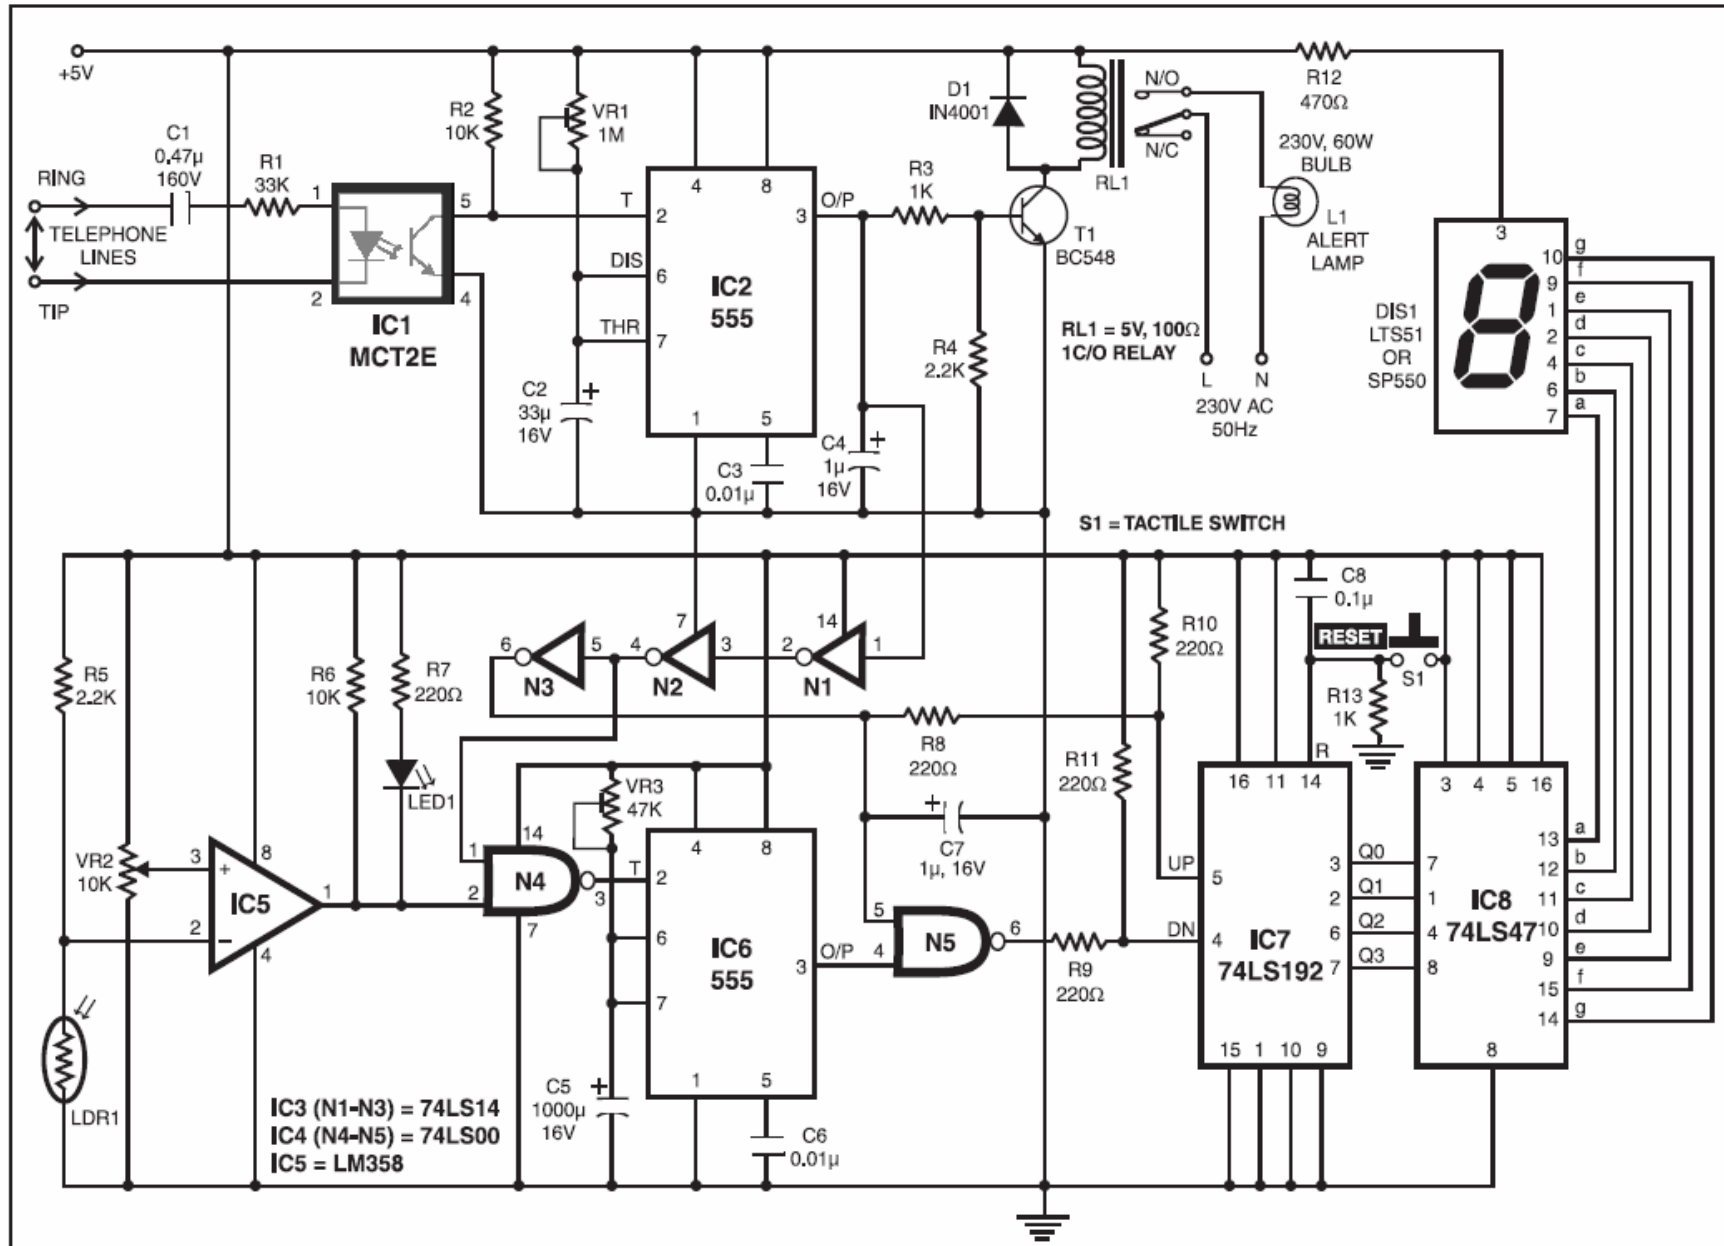 +5V
C1
0.47µ
160V
R1
33K
RING
TELEPHONE
LINES
TIP
1
2
5
4
IC1
MCT2E
R2
10K
VR1
1M
T
2
DIS
6
THR
7
4
8
3
O/P
IC2
555
1
5
C2
33µ
16V
+
C3
0.01µ
C4
1µ
16V
+
R3
1K
R4
2.2K
D1
IN4001
T1
BC548
RL1
N/O
N/C
RL1 = 5V, 100Ω
1C/O RELAY
L
N
230V AC
50Hz
230V, 60W
BULB
L1
ALERT
LAMP
R12
470Ω
3
DIS1
LTS51
OR
SP550
10
g
9
f
1
e
2
d
4
c
6
b
7
a
S1 = TACTILE SWITCH
R5
2.2K
VR2
10K
LDR1
3
+
2
–
8
4
1
IC5
R6
10K
R7
220Ω
LED1
6
5
N3
4
7
3
N2
2
14
1
N1
1
2
14
7
3
N4
VR3
47K
T
2
6
7
4
8
IC6
555
3
O/P
1
5
C5
1000µ
16V
+
C6
0.01µ
R8
220Ω
+
C7
1µ, 16V
5
4
6
N5
R9
220Ω
R10
220Ω
R11
220Ω
C8
0.1µ
RESET
S1
R13
1K
R
16
11
14
UP
5
DN
4
IC7
74LS192
3
Q0
2
Q1
6
Q2
7
Q3
15
1
10
9
3
4
5
16
7
1
4
8
IC8
74LS47
13
a
12
b
11
c
10
d
9
e
15
f
14
g
8
IC3 (N1-N3) = 74LS14
IC4 (N4-N5) = 74LS00
IC5 = LM358